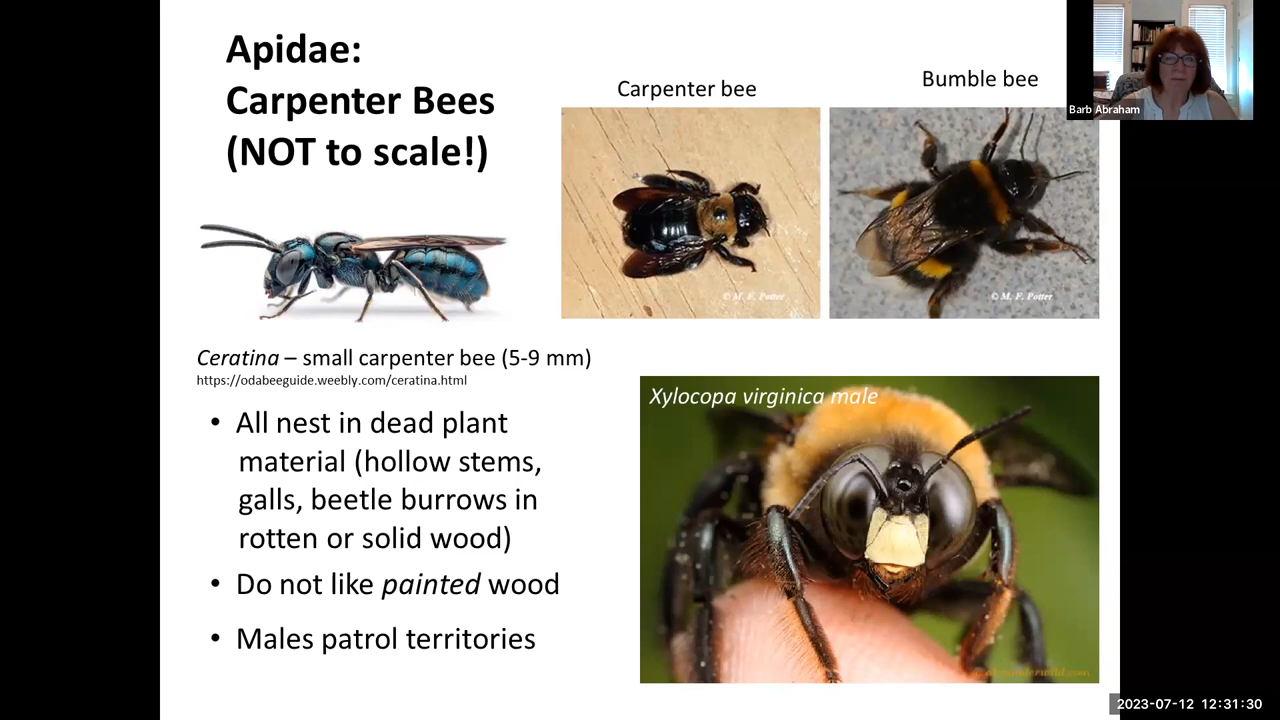 Apidae:
Carpenter Bees
(NOT to scale!)
Carpenter bee
Bumble bee
Barb Abraham
© M. F. Potter
© M. F. Potter
Ceratina – small carpenter bee (5-9 mm)
https://odabeeguide.weebly.com/ceratina.html
Xylocopa virginica male
• All nest in dead plant
material (hollow stems,
galls, beetle burrows in
rotten or solid wood)
• Do not like painted wood
• Males patrol territories
2023-07-12 12:31:30